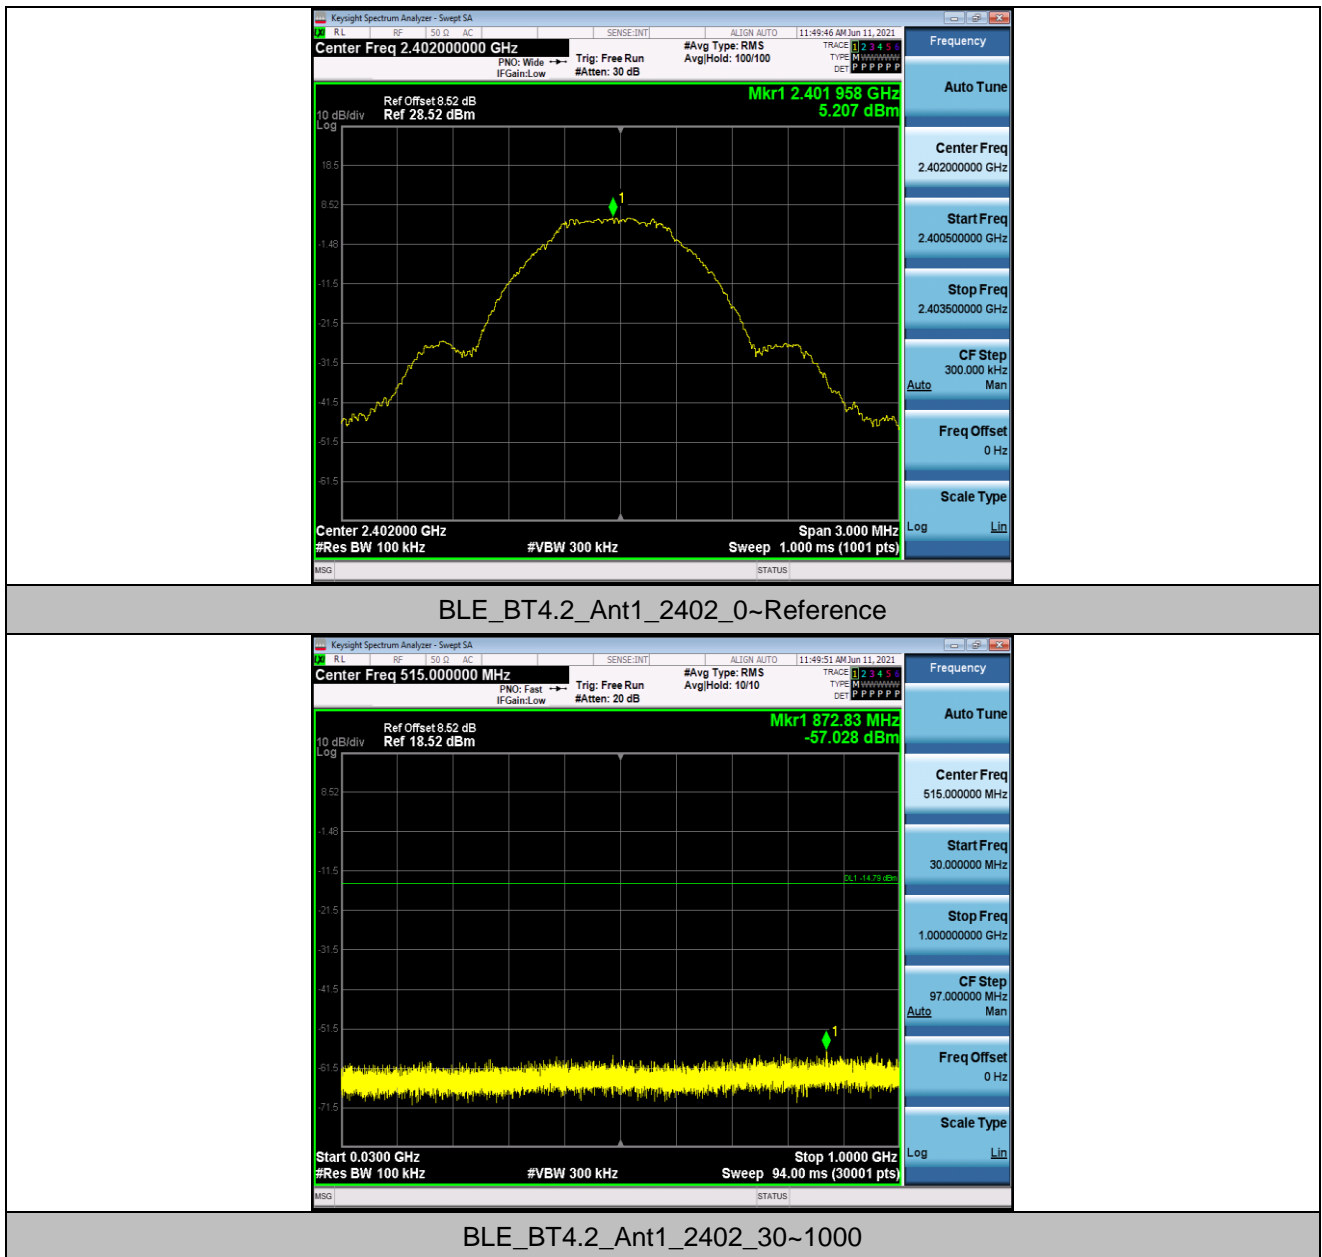 Keysight Spectrum Analyzer - Swept SA
RL RF 50 Ω AC SENSE:INT ALIGN AUTO 11:49:46 AM Jun 11, 2021
Center Freq 2.402000000 GHz
PNO: Wide
IFGain:Low
Trig: Free Run
#Atten: 30 dB
#Avg Type: RMS
Avg|Hold: 100/100
TRACE 1 2 3 4 5 6
TYPE M WWWWW
DET P P P P P P
Mkr1 2.401 958 GHz
5.207 dBm
Ref Offset 8.52 dB
10 dB/div Ref 28.52 dBm
Log
18.5
8.52
-1.48
-11.5
-21.5
-31.5
-41.5
-51.5
-61.5
1
Center 2.402000 GHz Span 3.000 MHz
#Res BW 100 kHz #VBW 300 kHz Sweep 1.000 ms (1001 pts)
MSG STATUS
Frequency
Auto Tune
Center Freq
2.402000000 GHz
Start Freq
2.400500000 GHz
Stop Freq
2.403500000 GHz
CF Step
300.000 kHz
Auto Man
Freq Offset
0 Hz
Scale Type
Log Lin
BLE_BT4.2_Ant1_2402_0~Reference
Keysight Spectrum Analyzer - Swept SA
RL RF 50 Ω AC SENSE:INT ALIGN AUTO 11:49:51 AM Jun 11, 2021
Center Freq 515.000000 MHz
PNO: Fast
IFGain:Low
Trig: Free Run
#Atten: 20 dB
#Avg Type: RMS
Avg|Hold: 10/10
TRACE 1 2 3 4 5 6
TYPE M WWWWW
DET P P P P P P
Mkr1 872.83 MHz
-57.028 dBm
Ref Offset 8.52 dB
10 dB/div Ref 18.52 dBm
Log
8.52
-1.48
-11.5
-21.5
-31.5
-41.5
-51.5
-61.5
-71.5
DL1 -14.79 dBm
1
Start 0.0300 GHz Stop 1.0000 GHz
#Res BW 100 kHz #VBW 300 kHz Sweep 94.00 ms (30001 pts)
MSG STATUS
Frequency
Auto Tune
Center Freq
515.000000 MHz
Start Freq
30.000000 MHz
Stop Freq
1.000000000 GHz
CF Step
97.000000 MHz
Auto Man
Freq Offset
0 Hz
Scale Type
Log Lin
BLE_BT4.2_Ant1_2402_30~1000